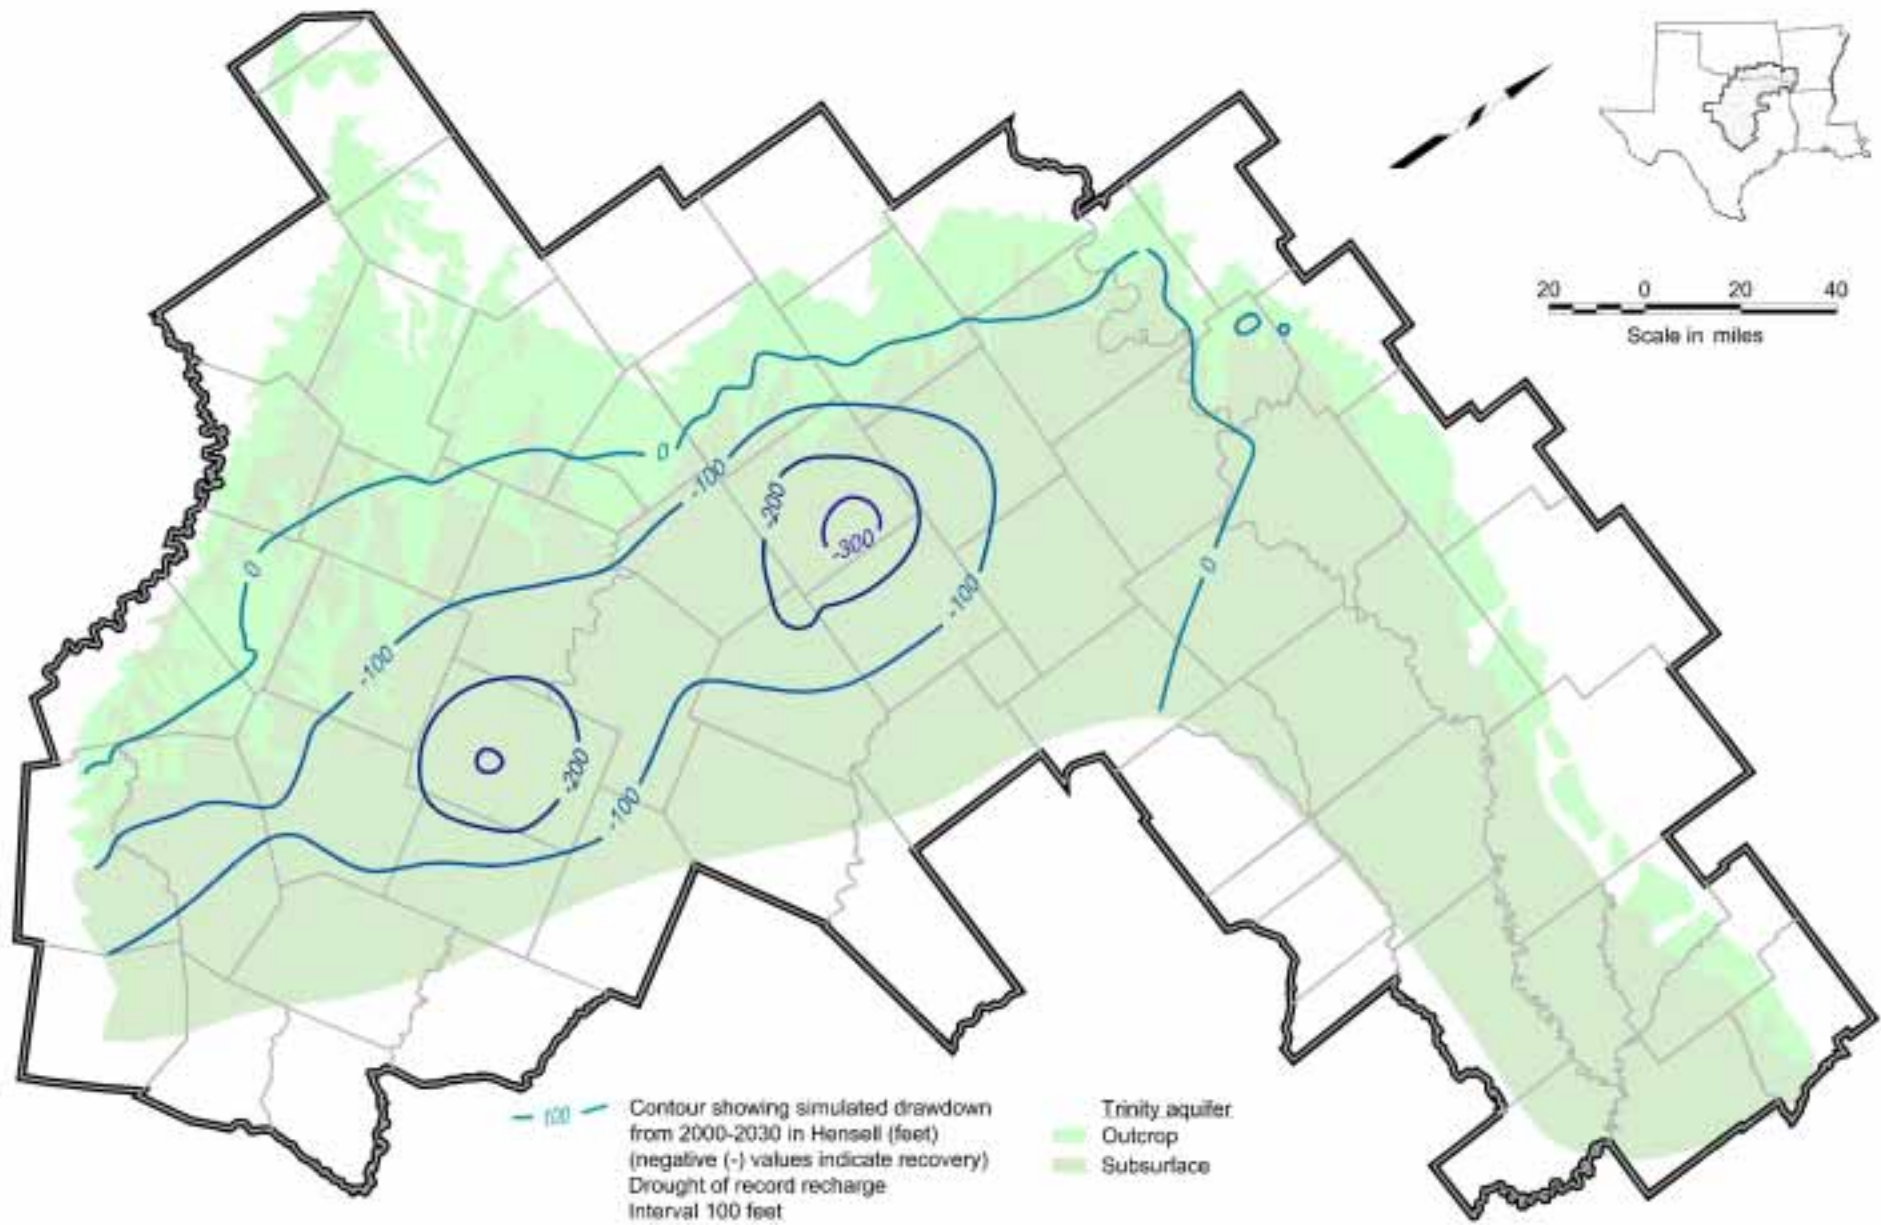 20 0 20 40
Scale in miles
0
-100
-200
-300
0
-100
0
-100
-200
-100
100
Contour showing simulated drawdown
from 2000-2030 in Hensell (feet)
(negative (-) values indicate recovery)
Drought of record recharge
Interval 100 feet
Trinity aquifer
Outcrop
Subsurface